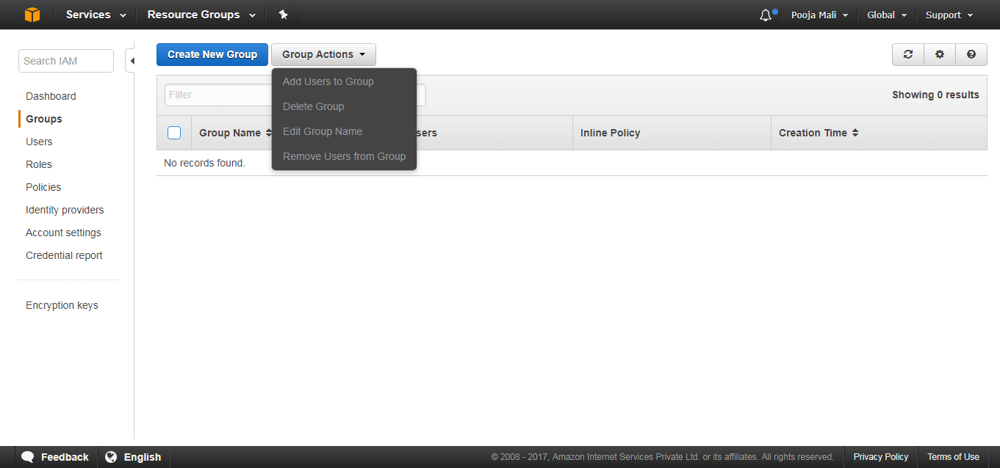 Services Resource Groups Pooja Mali Global Support
Search IAM
Dashboard
Groups
Users
Roles
Policies
Identity providers
Account settings
Credential report
Encryption keys
Create New Group Group Actions
Add Users to Group
Delete Group
Edit Group Name
Remove Users from Group
Filter Showing 0 results
Group Name sers Inline Policy Creation Time
No records found.
Feedback English © 2008 - 2017, Amazon Internet Services Private Ltd. or its affiliates. All rights reserved. Privacy Policy Terms of Use